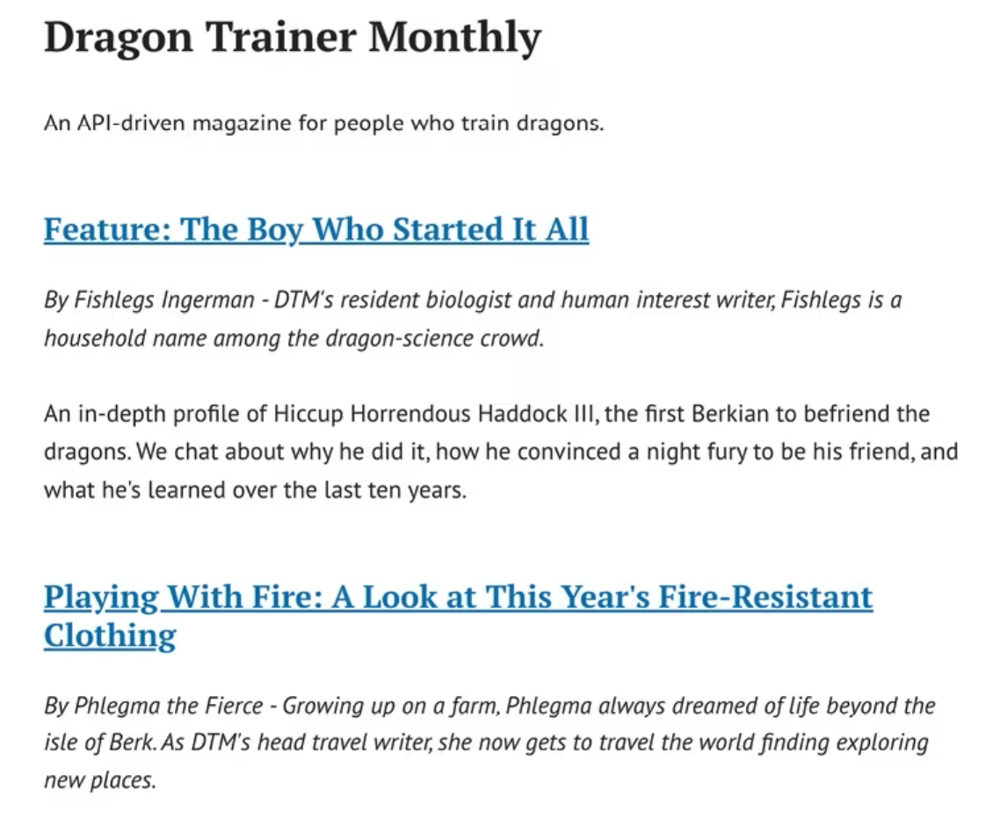 Dragon Trainer Monthly
An API-driven magazine for people who train dragons.
Feature: The Boy Who Started It All
By Fishlegs Ingerman - DTM's resident biologist and human interest writer, Fishlegs is a
household name among the dragon-science crowd.
An in-depth profile of Hiccup Horrendous Haddock III, the first Berkian to befriend the
dragons. We chat about why he did it, how he convinced a night fury to be his friend, and
what he's learned over the last ten years.
Playing With Fire: A Look at This Year's Fire-Resistant
Clothing
By Phlegma the Fierce - Growing up on a farm, Phlegma always dreamed of life beyond the
isle of Berk. As DTM's head travel writer, she now gets to travel the world finding exploring
new places.